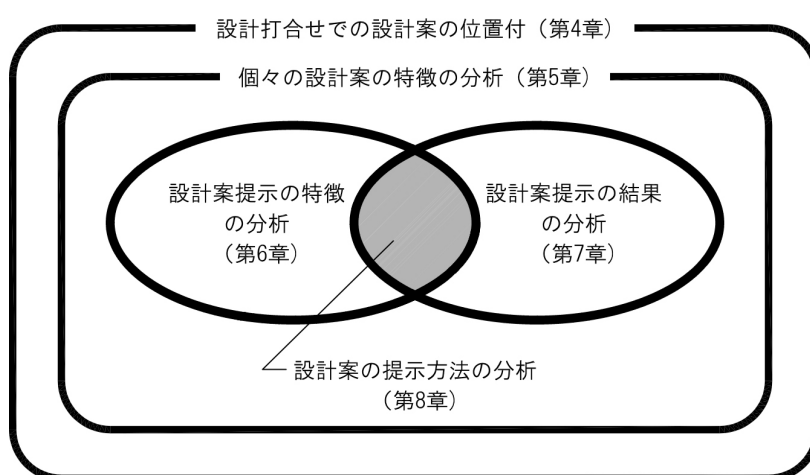 設計打合せでの設計案の位置付（第4章）
個々の設計案の特徴の分析（第5章）
設計案提示の特徴
の分析
（第6章）
設計案提示の結果
の分析
（第7章）
設計案の提示方法の分析
（第8章）